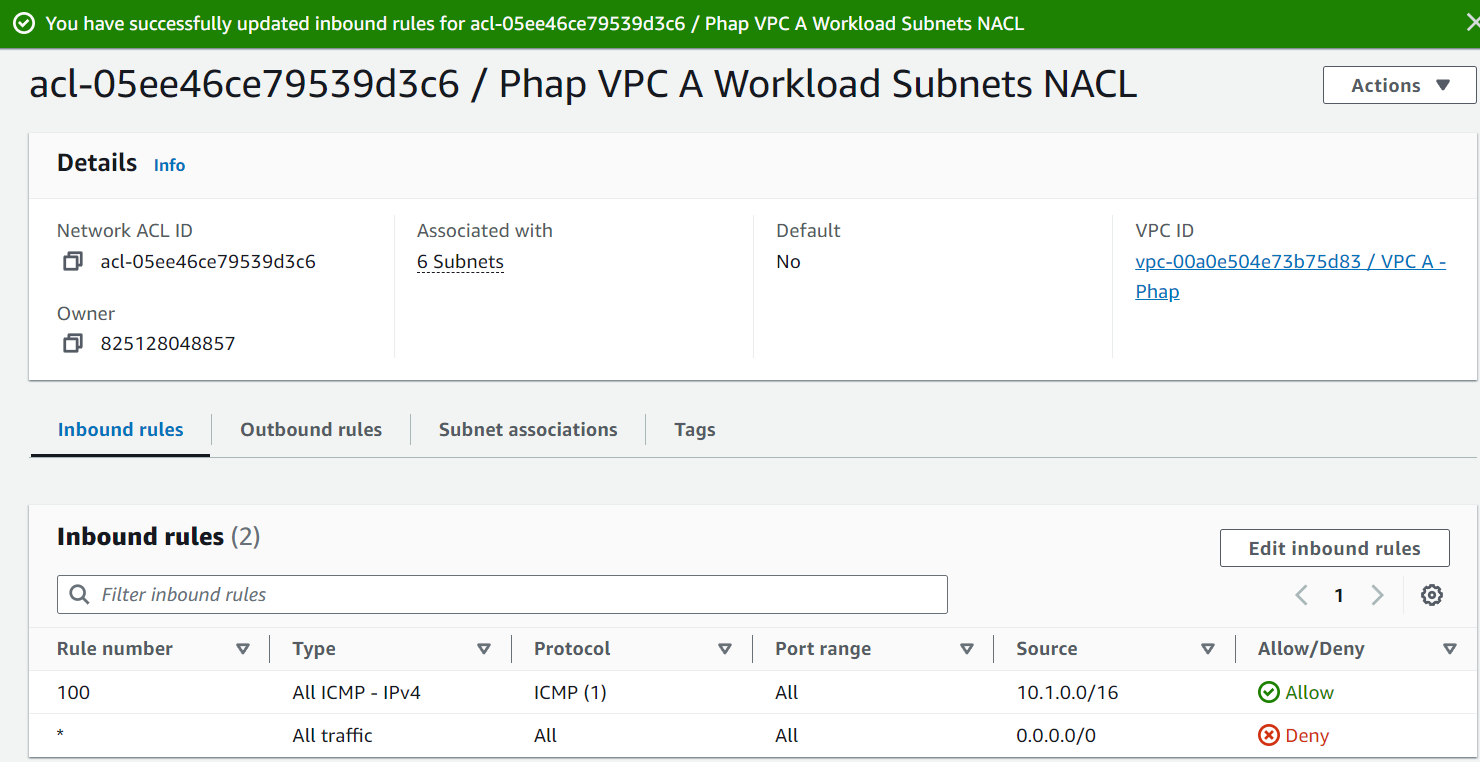 You have successfully updated inbound rules for acl-05ee46ce79539d3c6 / Phap VPC A Workload Subnets NACL
acl-05ee46ce79539d3c6 / Phap VPC A Workload Subnets NACL
Actions
Details Info
Network ACL ID
acl-05ee46ce79539d3c6
Owner
825128048857
Associated with
6 Subnets
Default
No
VPC ID
vpc-00a0e504e73b75d83 / VPC A -
Phap
Inbound rules Outbound rules Subnet associations Tags
Inbound rules (2)
Edit inbound rules
Filter inbound rules
1
Rule number Type Protocol Port range Source Allow/Deny
100 All ICMP - IPv4 ICMP (1) All 10.1.0.0/16 Allow
* All traffic All All 0.0.0.0/0 Deny